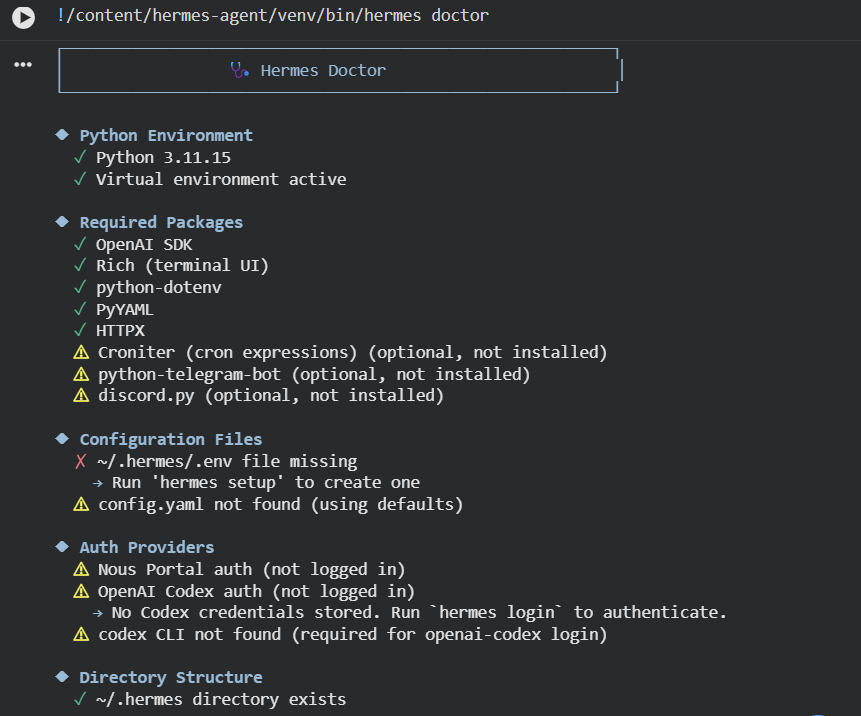 !/content/hermes-agent/venv/bin/hermes doctor
🩺 Hermes Doctor
◆ Python Environment
✓ Python 3.11.15
✓ Virtual environment active
◆ Required Packages
✓ OpenAI SDK
✓ Rich (terminal UI)
✓ python-dotenv
✓ PyYAML
✓ HTTPX
⚠ Croniter (cron expressions) (optional, not installed)
⚠ python-telegram-bot (optional, not installed)
⚠ discord.py (optional, not installed)
◆ Configuration Files
✗ ~/.hermes/.env file missing
→ Run 'hermes setup' to create one
⚠ config.yaml not found (using defaults)
◆ Auth Providers
⚠ Nous Portal auth (not logged in)
⚠ OpenAI Codex auth (not logged in)
→ No Codex credentials stored. Run `hermes login` to authenticate.
⚠ codex CLI not found (required for openai-codex login)
◆ Directory Structure
✓ ~/.hermes directory exists